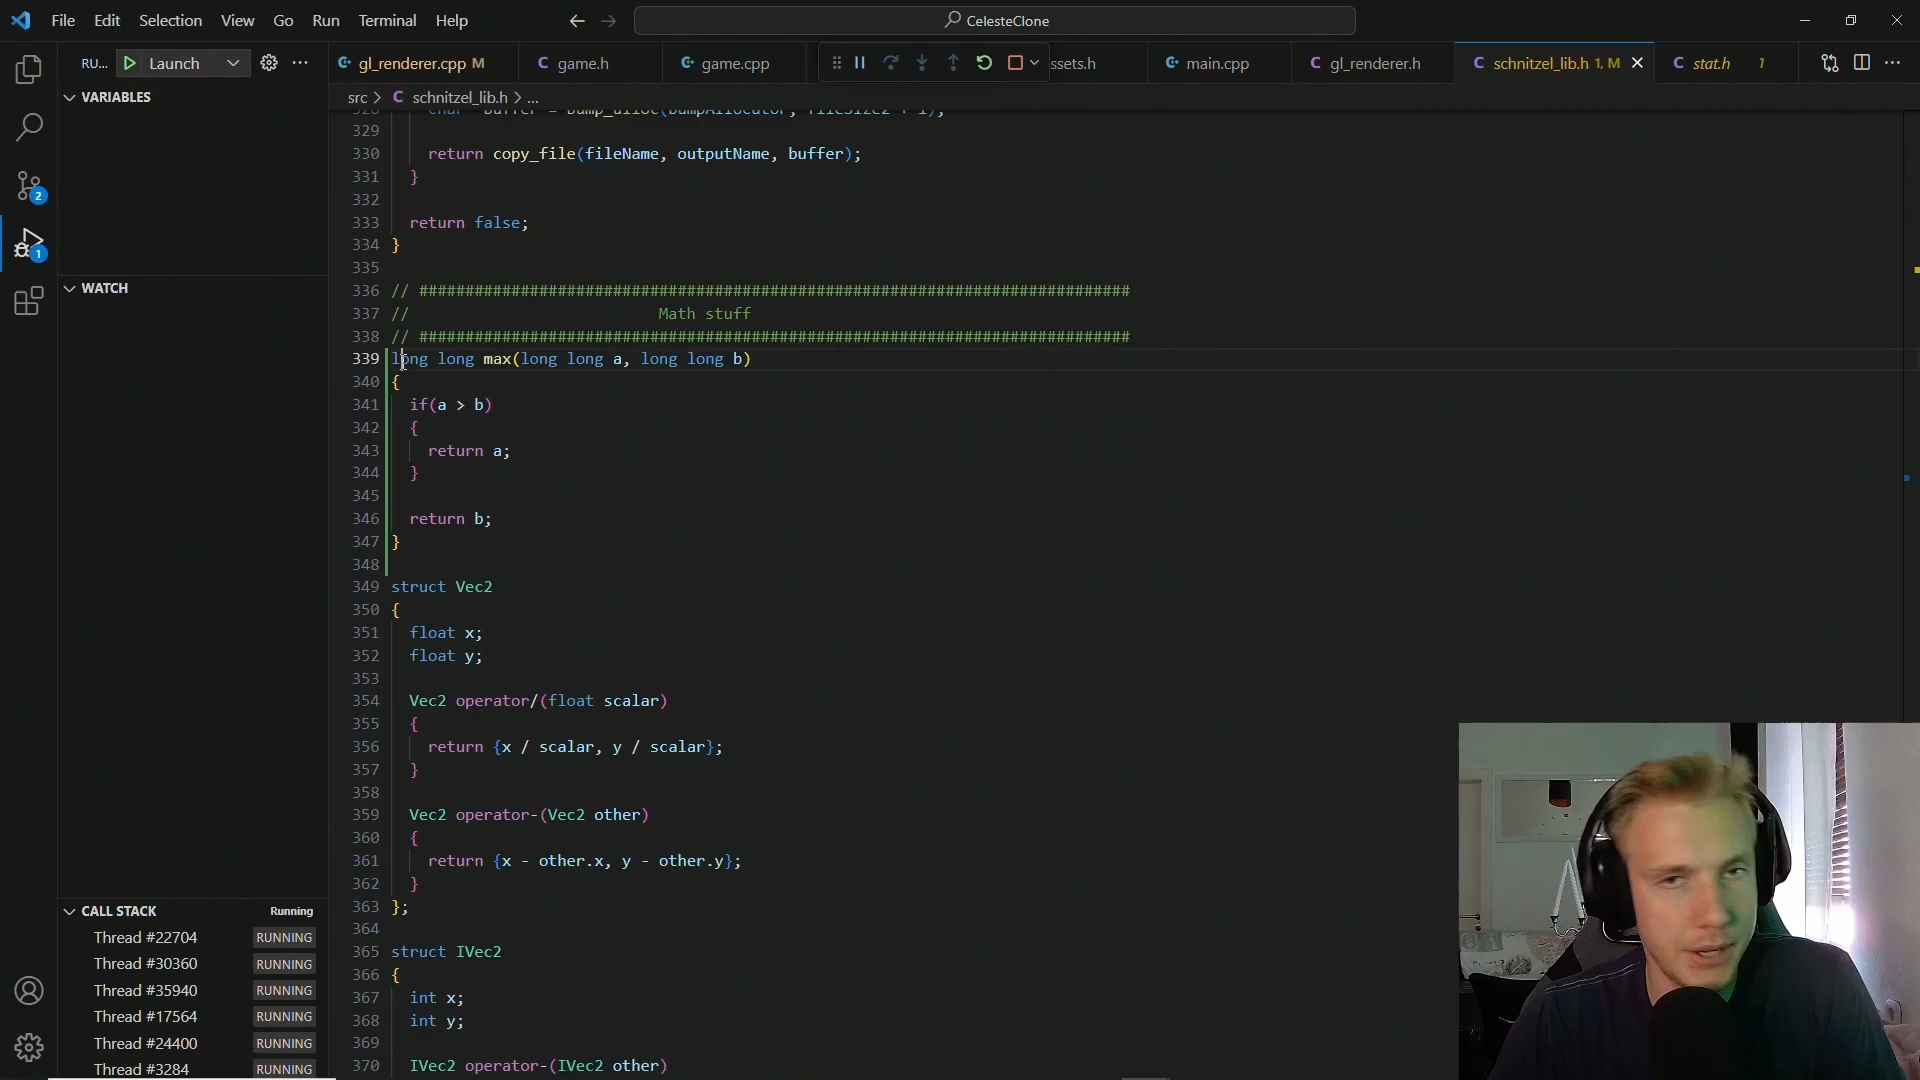 File Edit Selection View Go Run Terminal Help
CelesteClone
RU... Launch
gl_renderer.cpp M
game.h
game.cpp
ssets.h
main.cpp
gl_renderer.h
schnitzel_lib.h 1, M
stat.h 1
VARIABLES
WATCH
CALL STACK Running
Thread #22704 RUNNING
Thread #30360 RUNNING
Thread #35940 RUNNING
Thread #17564 RUNNING
Thread #24400 RUNNING
Thread #3284 RUNNING
2
1
src > schnitzel_lib.h > ...
329
330 return copy_file(fileName, outputName, buffer);
331 }
332
333 return false;
334 }
335
336 // #############################################################################
337 // Math stuff
338 // #############################################################################
339 long long max(long long a, long long b)
340 {
341 if(a > b)
342 {
343 return a;
344 }
345
346 return b;
347 }
348
349 struct Vec2
350 {
351 float x;
352 float y;
353
354 Vec2 operator/(float scalar)
355 {
356 return {x / scalar, y / scalar};
357 }
358
359 Vec2 operator-(Vec2 other)
360 {
361 return {x - other.x, y - other.y};
362 }
363 };
364
365 struct IVec2
366 {
367 int x;
368 int y;
369
370 IVec2 operator-(IVec2 other)